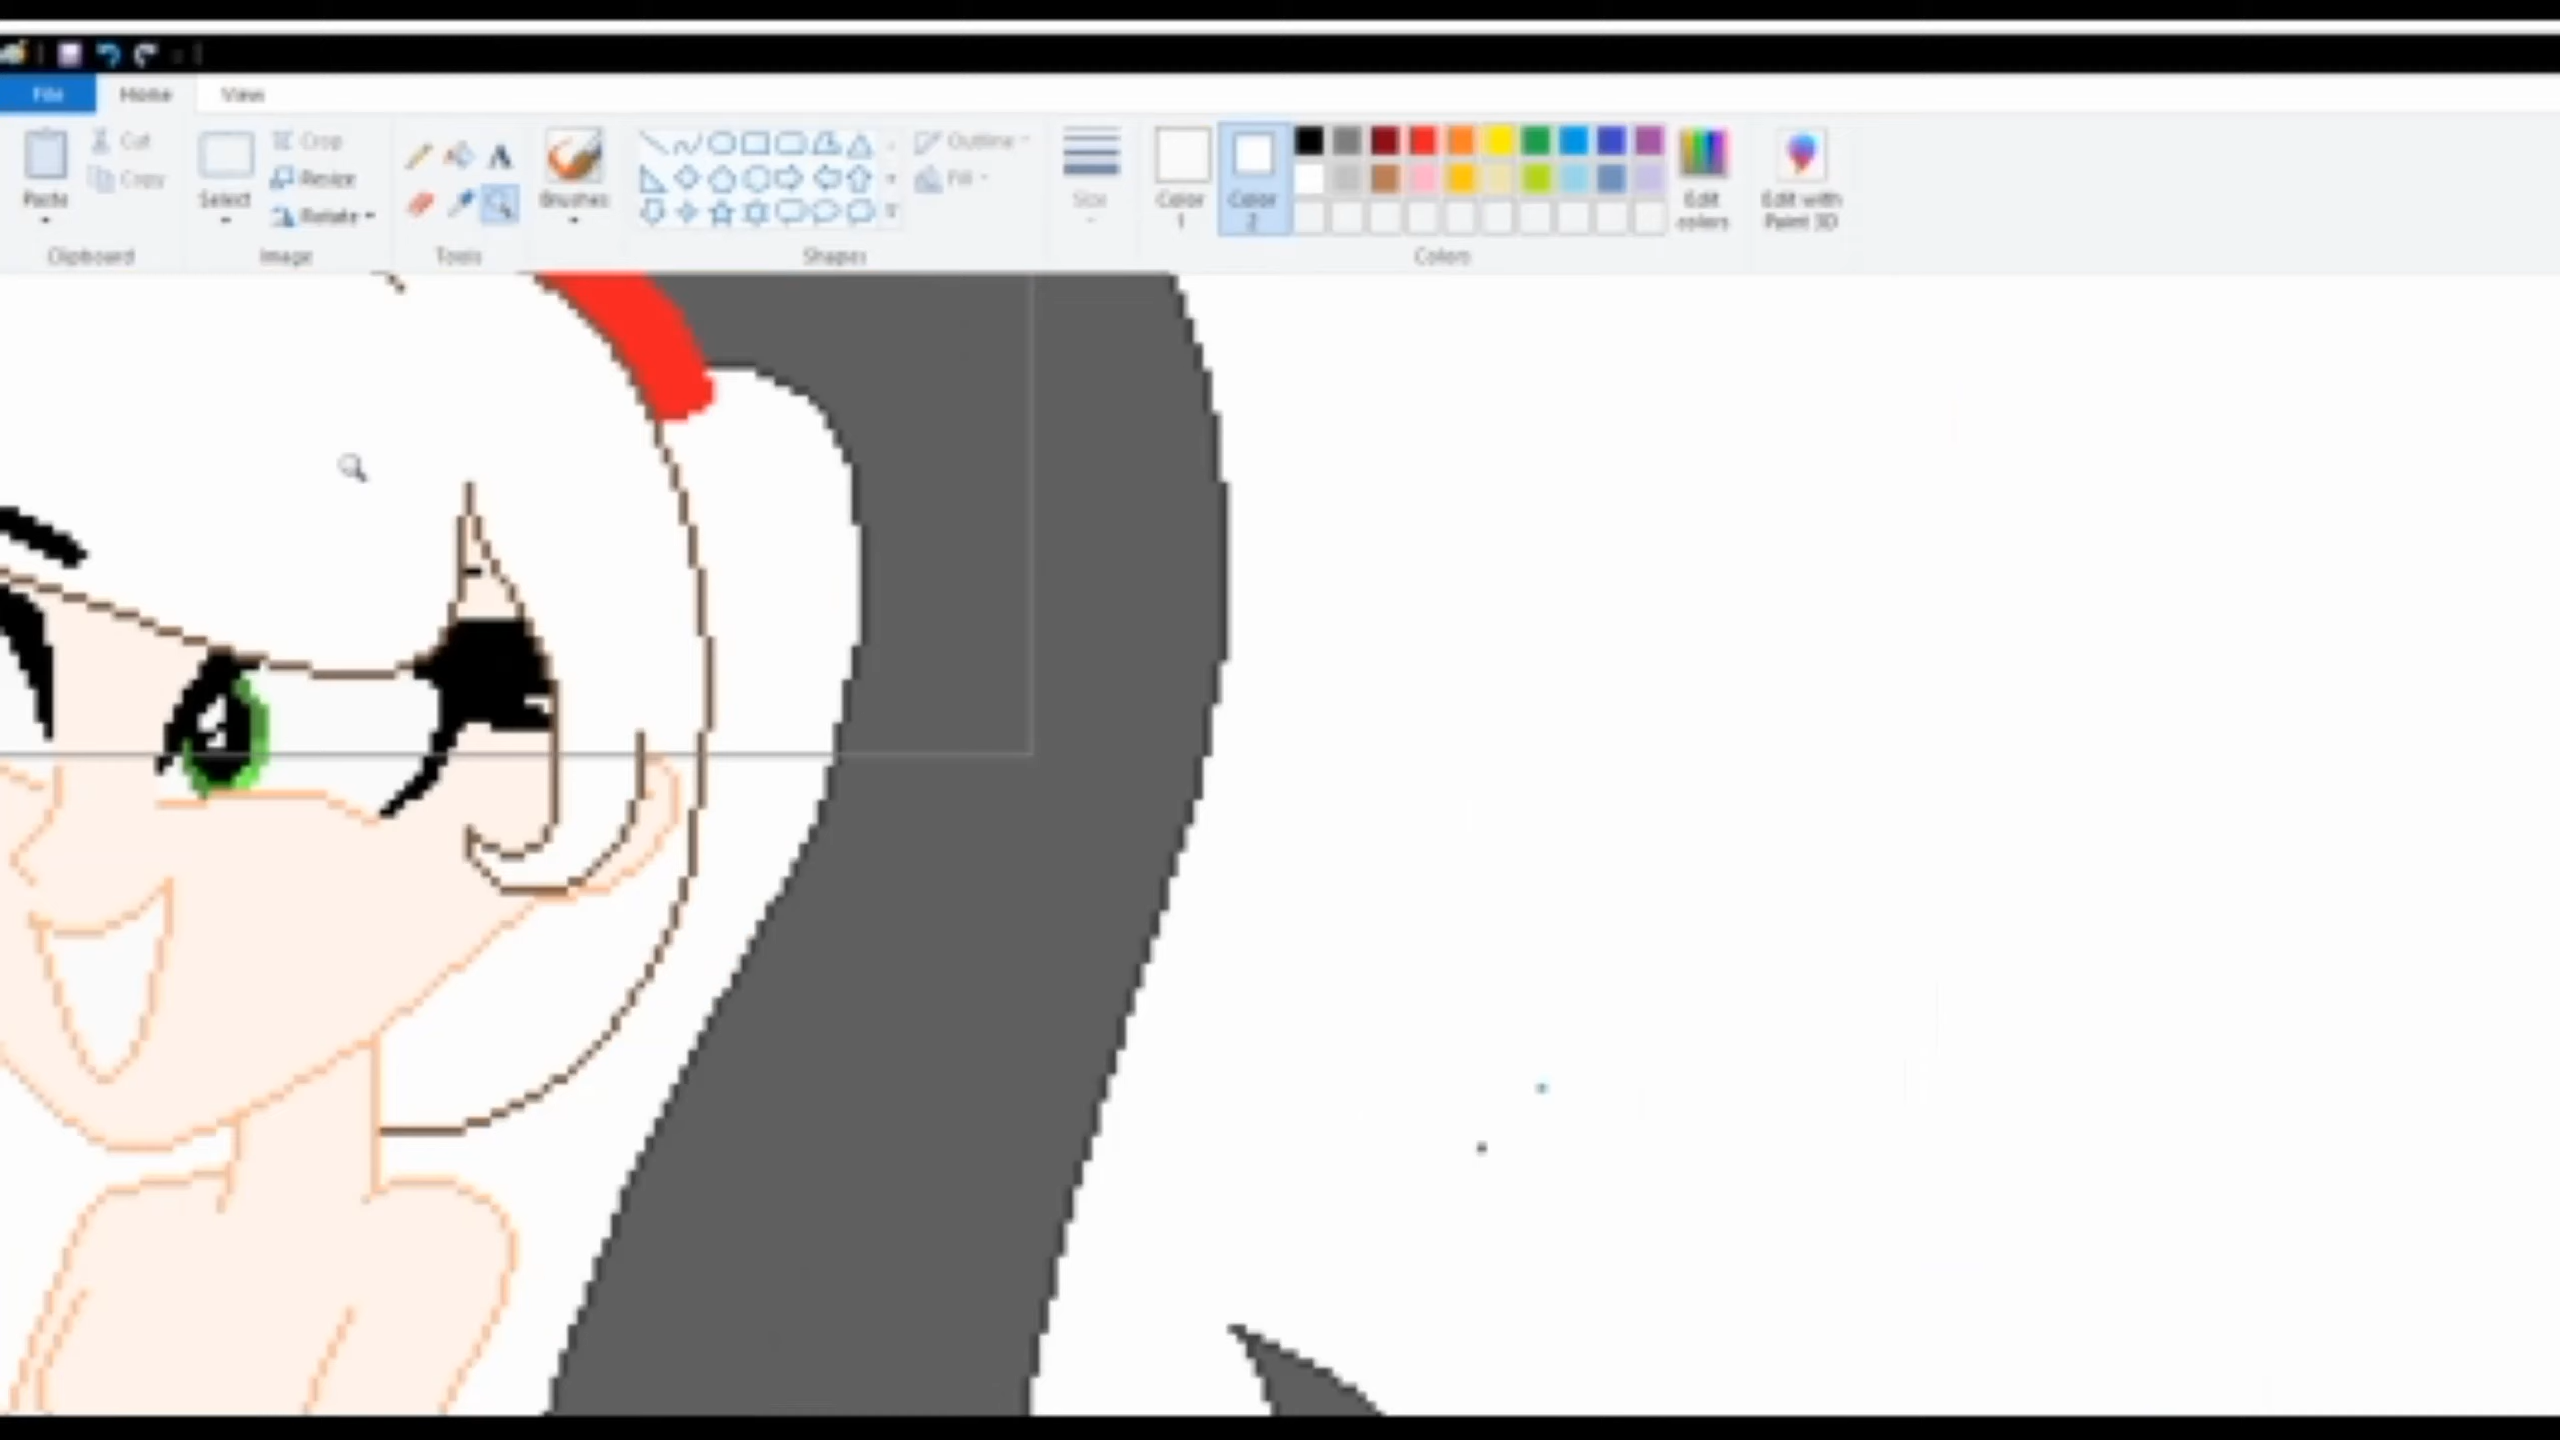 File Home View
Cut
Copy
Paste
Clipboard
Crop
Resize
Rotate
Select
Image
A
Tools
Brushes
Outline
Fill
Shapes
Size
Color
1
Color
2
Edit
colors
Colors
Edit with
Paint 3D